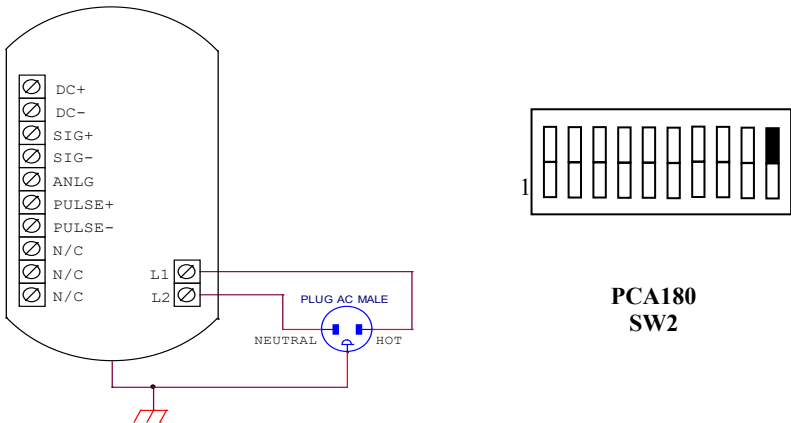 DC+
DC-
SIG+
SIG-
ANLG
PULSE+
PULSE-
N/C
N/C
N/C
L1
L2
PLUG AC MALE
NEUTRAL
HOT
1
PCA180
SW2